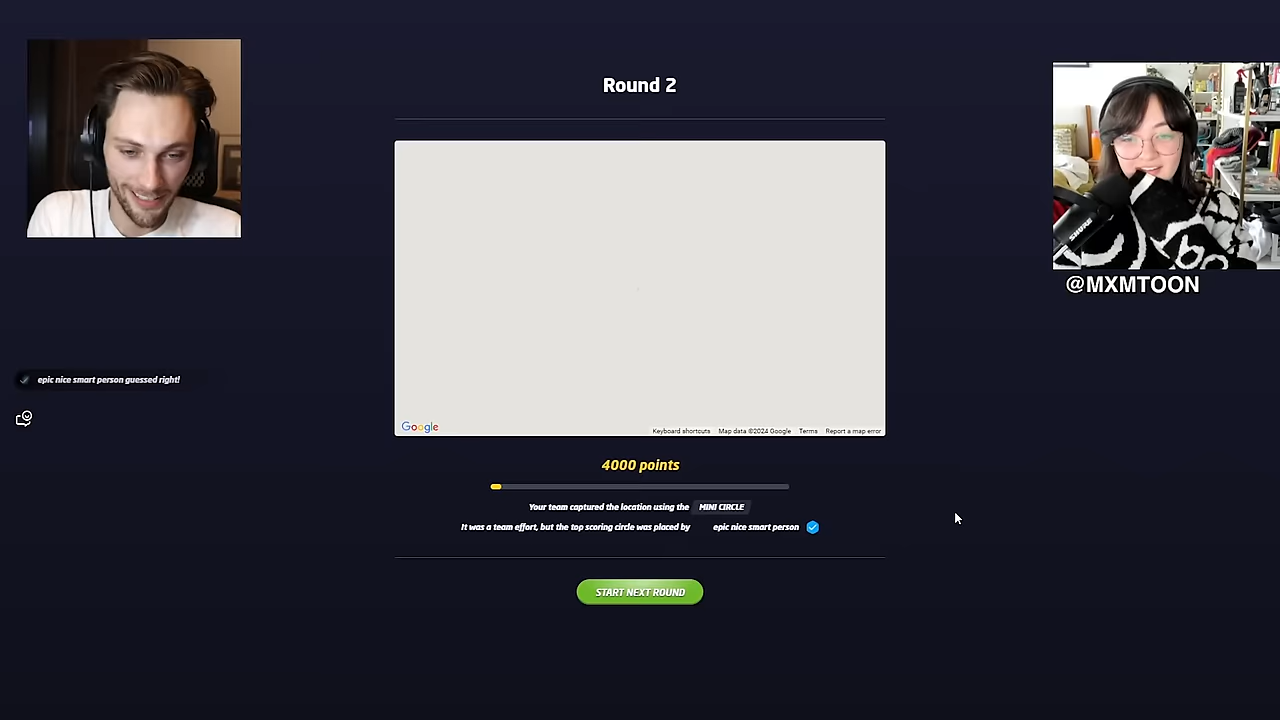 Round 2
SHURE
@MXMTOON
epic nice smart person guessed right!
Google
Keyboard shortcuts Map data ©2024 Google Terms Report a map error
4000 points
Your team captured the location using the MINI CIRCLE
It was a team effort, but the top scoring circle was placed by epic nice smart person
START NEXT ROUND